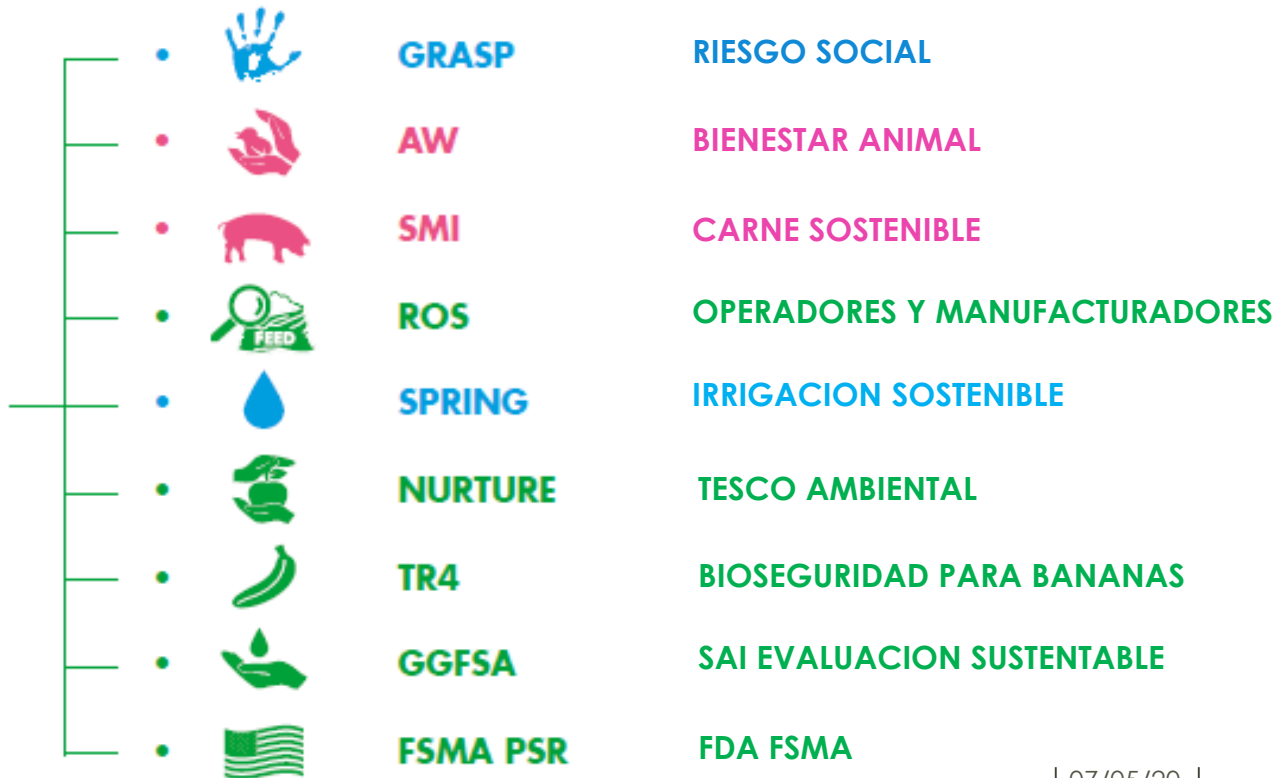 GRASP RIESGO SOCIAL
AW BIENESTAR ANIMAL
SMI CARNE SOSTENIBLE
ROS OPERADORES Y MANUFACTURADORES
FEED
SPRING IRRIGACION SOSTENIBLE
NURTURE TESCO AMBIENTAL
TR4 BIOSEGURIDAD PARA BANANAS
GGFSA SAI EVALUACION SUSTENTABLE
FSMA PSR FDA FSMA